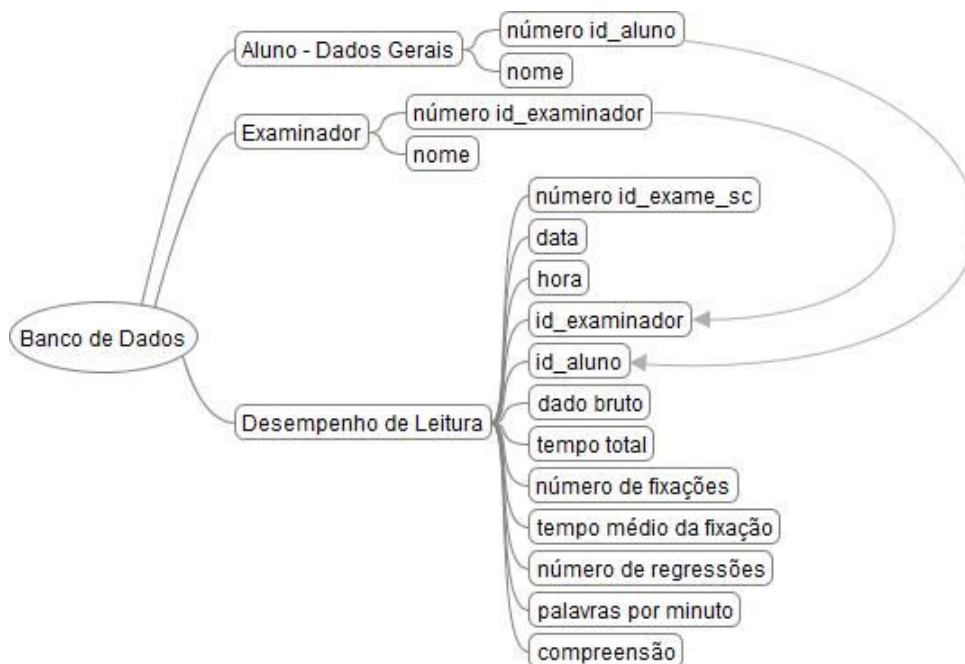 Aluno - Dados Gerais
número id_aluno
nome
Examinador
número id_examinador
nome
Banco de Dados
Desempenho de Leitura
número id_exame_sc
data
hora
id_examinador
id_aluno
dado bruto
tempo total
número de fixações
tempo médio da fixação
número de regressões
palavras por minuto
compreensão